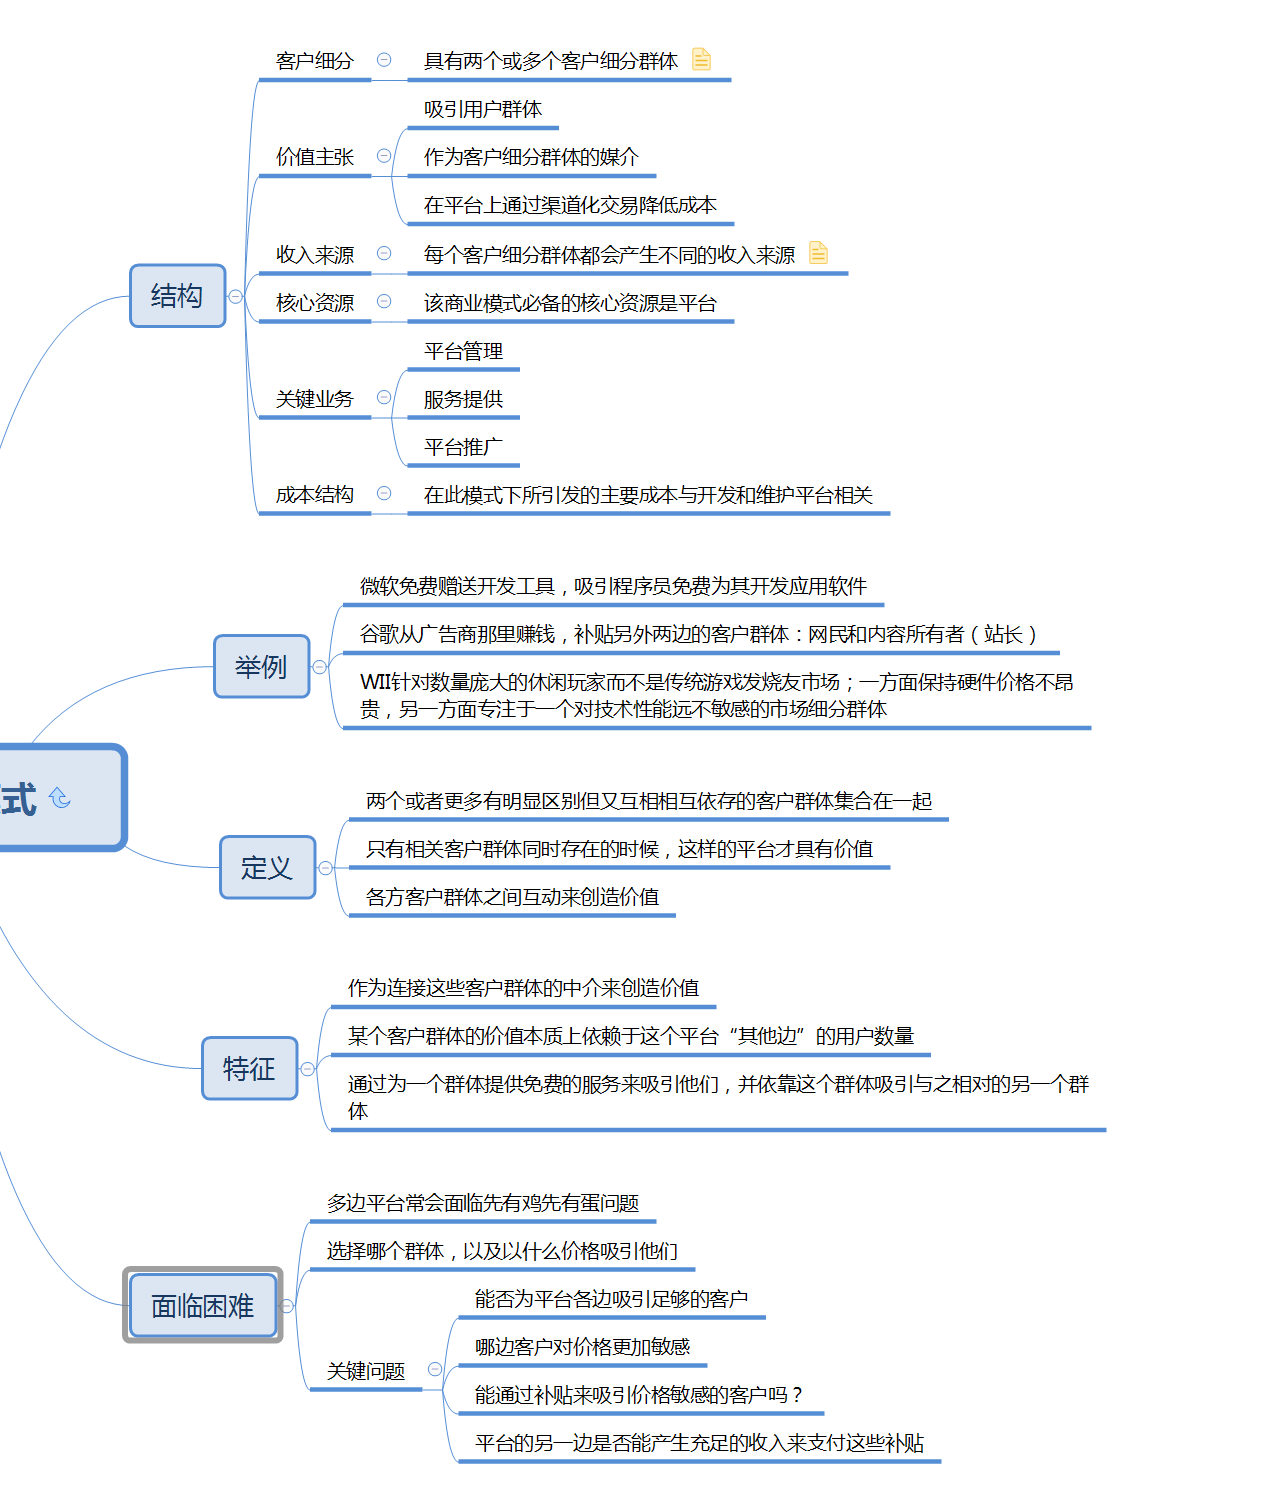 客户细分
具有两个或多个客户细分群体
吸引用户群体
价值主张
作为客户细分群体的媒介
在平台上通过渠道化交易降低成本
收入来源
每个客户细分群体都会产生不同的收入来源
结构
核心资源
该商业模式必备的核心资源是平台
平台管理
关键业务
服务提供
平台推广
成本结构
在此模式下所引发的主要成本与开发和维护平台相关
微软免费赠送开发工具，吸引程序员免费为其开发应用软件
谷歌从广告商那里赚钱，补贴另外两边的客户群体：网民和内容所有者（站长）
举例
WII针对数量庞大的休闲玩家而不是传统游戏发烧友市场；一方面保持硬件价格不昂
贵，另一方面专注于一个对技术性能远不敏感的市场细分群体
式
两个或者更多有明显区别但又互相相互依存的客户群体集合在一起
定义
只有相关客户群体同时存在的时候，这样的平台才具有价值
各方客户群体之间互动来创造价值
作为连接这些客户群体的中介来创造价值
某个客户群体的价值本质上依赖于这个平台“其他边”的用户数量
特征
通过为一个群体提供免费的服务来吸引他们，并依靠这个群体吸引与之相对的另一个群
体
多边平台常会面临先有鸡先有蛋问题
选择哪个群体，以及以什么价格吸引他们
面临困难
能否为平台各边吸引足够的客户
哪边客户对价格更加敏感
关键问题
能通过补贴来吸引价格敏感的客户吗？
平台的另一边是否能产生充足的收入来支付这些补贴